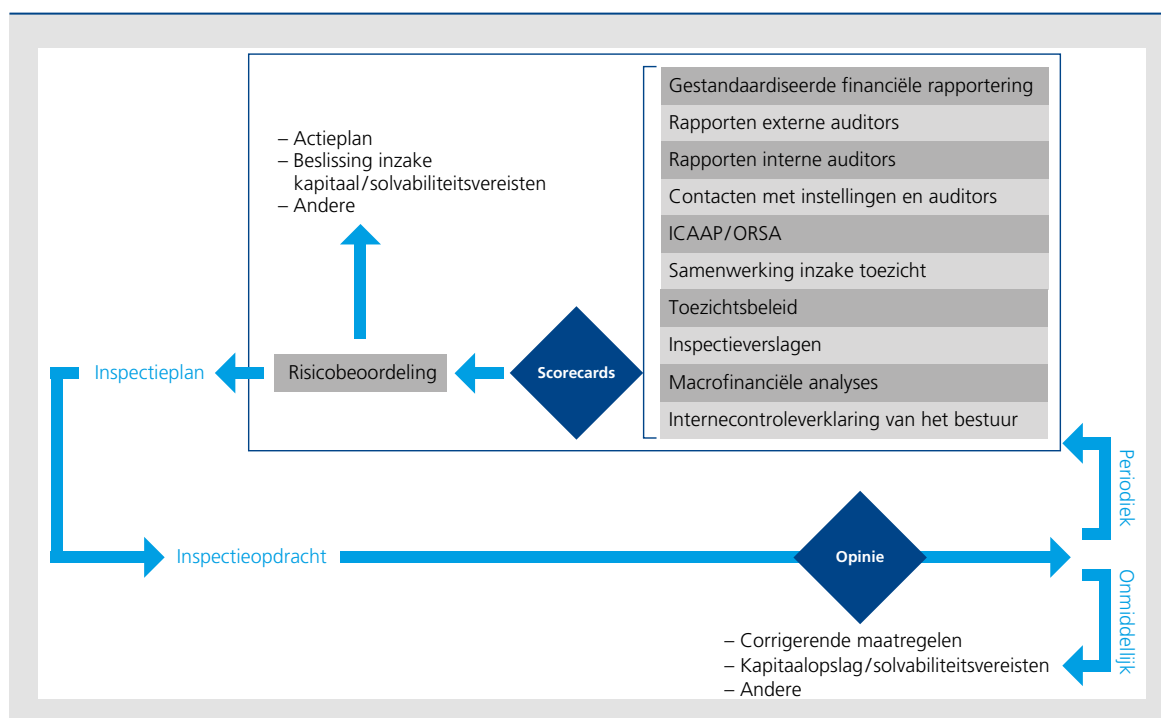 – Actieplan
– Beslissing inzake
kapitaal/solvabiliteitsvereisten
– Andere
Gestandaardiseerde financiële rapportering
Rapporten externe auditors
Rapporten interne auditors
Contacten met instellingen en auditors
ICAAP/ORSA
Samenwerking inzake toezicht
Toezichtsbeleid
Inspectieverslagen
Macrofinanciële analyses
Internecontroleverklaring van het bestuur
Inspectieplan
Risicobeoordeling
Scorecards
Periodiek
Inspectieopdracht
Opinie
Onmiddellijk
– Corrigerende maatregelen
– Kapitaalopslag/solvabiliteitsvereisten
– Andere